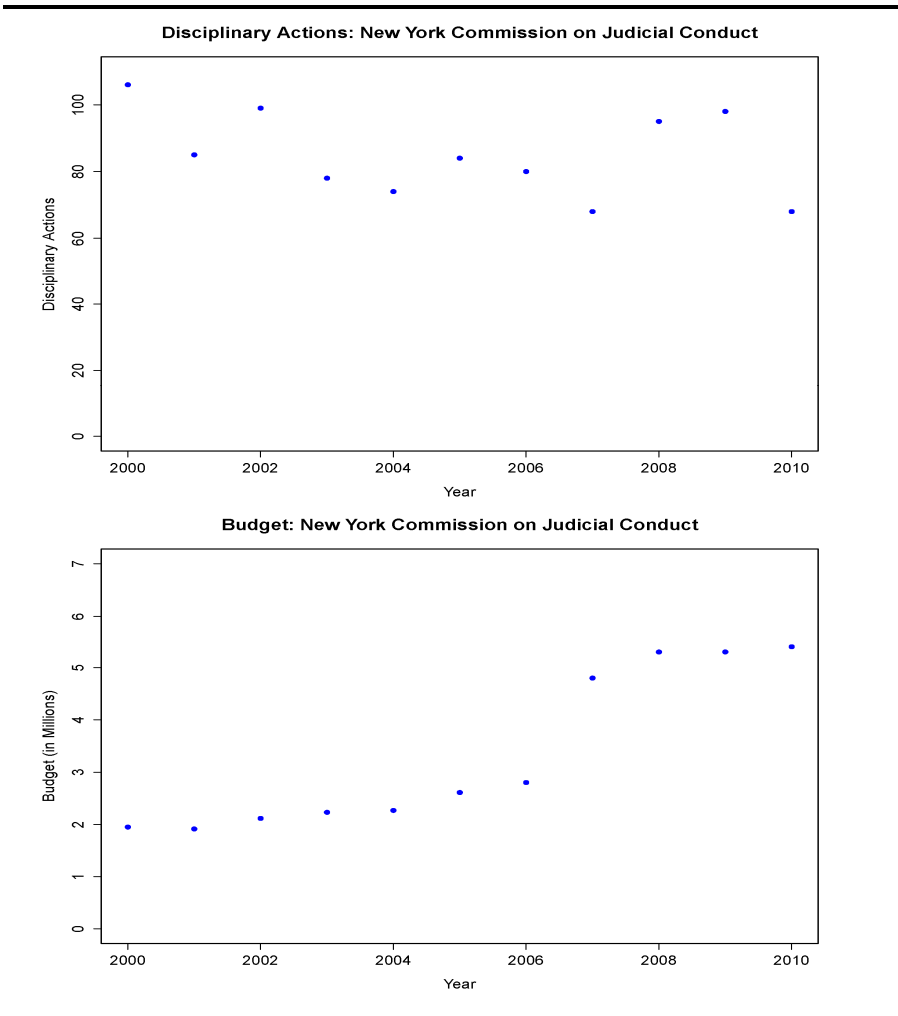 Disciplinary Actions: New York Commission on Judicial Conduct
100
80
60
40
20
0
Disciplinary Actions
2000 2002 2004 2006 2008 2010
Year
Budget: New York Commission on Judicial Conduct
7
6
5
4
3
2
1
0
Budget (in Millions)
2000 2002 2004 2006 2008 2010
Year